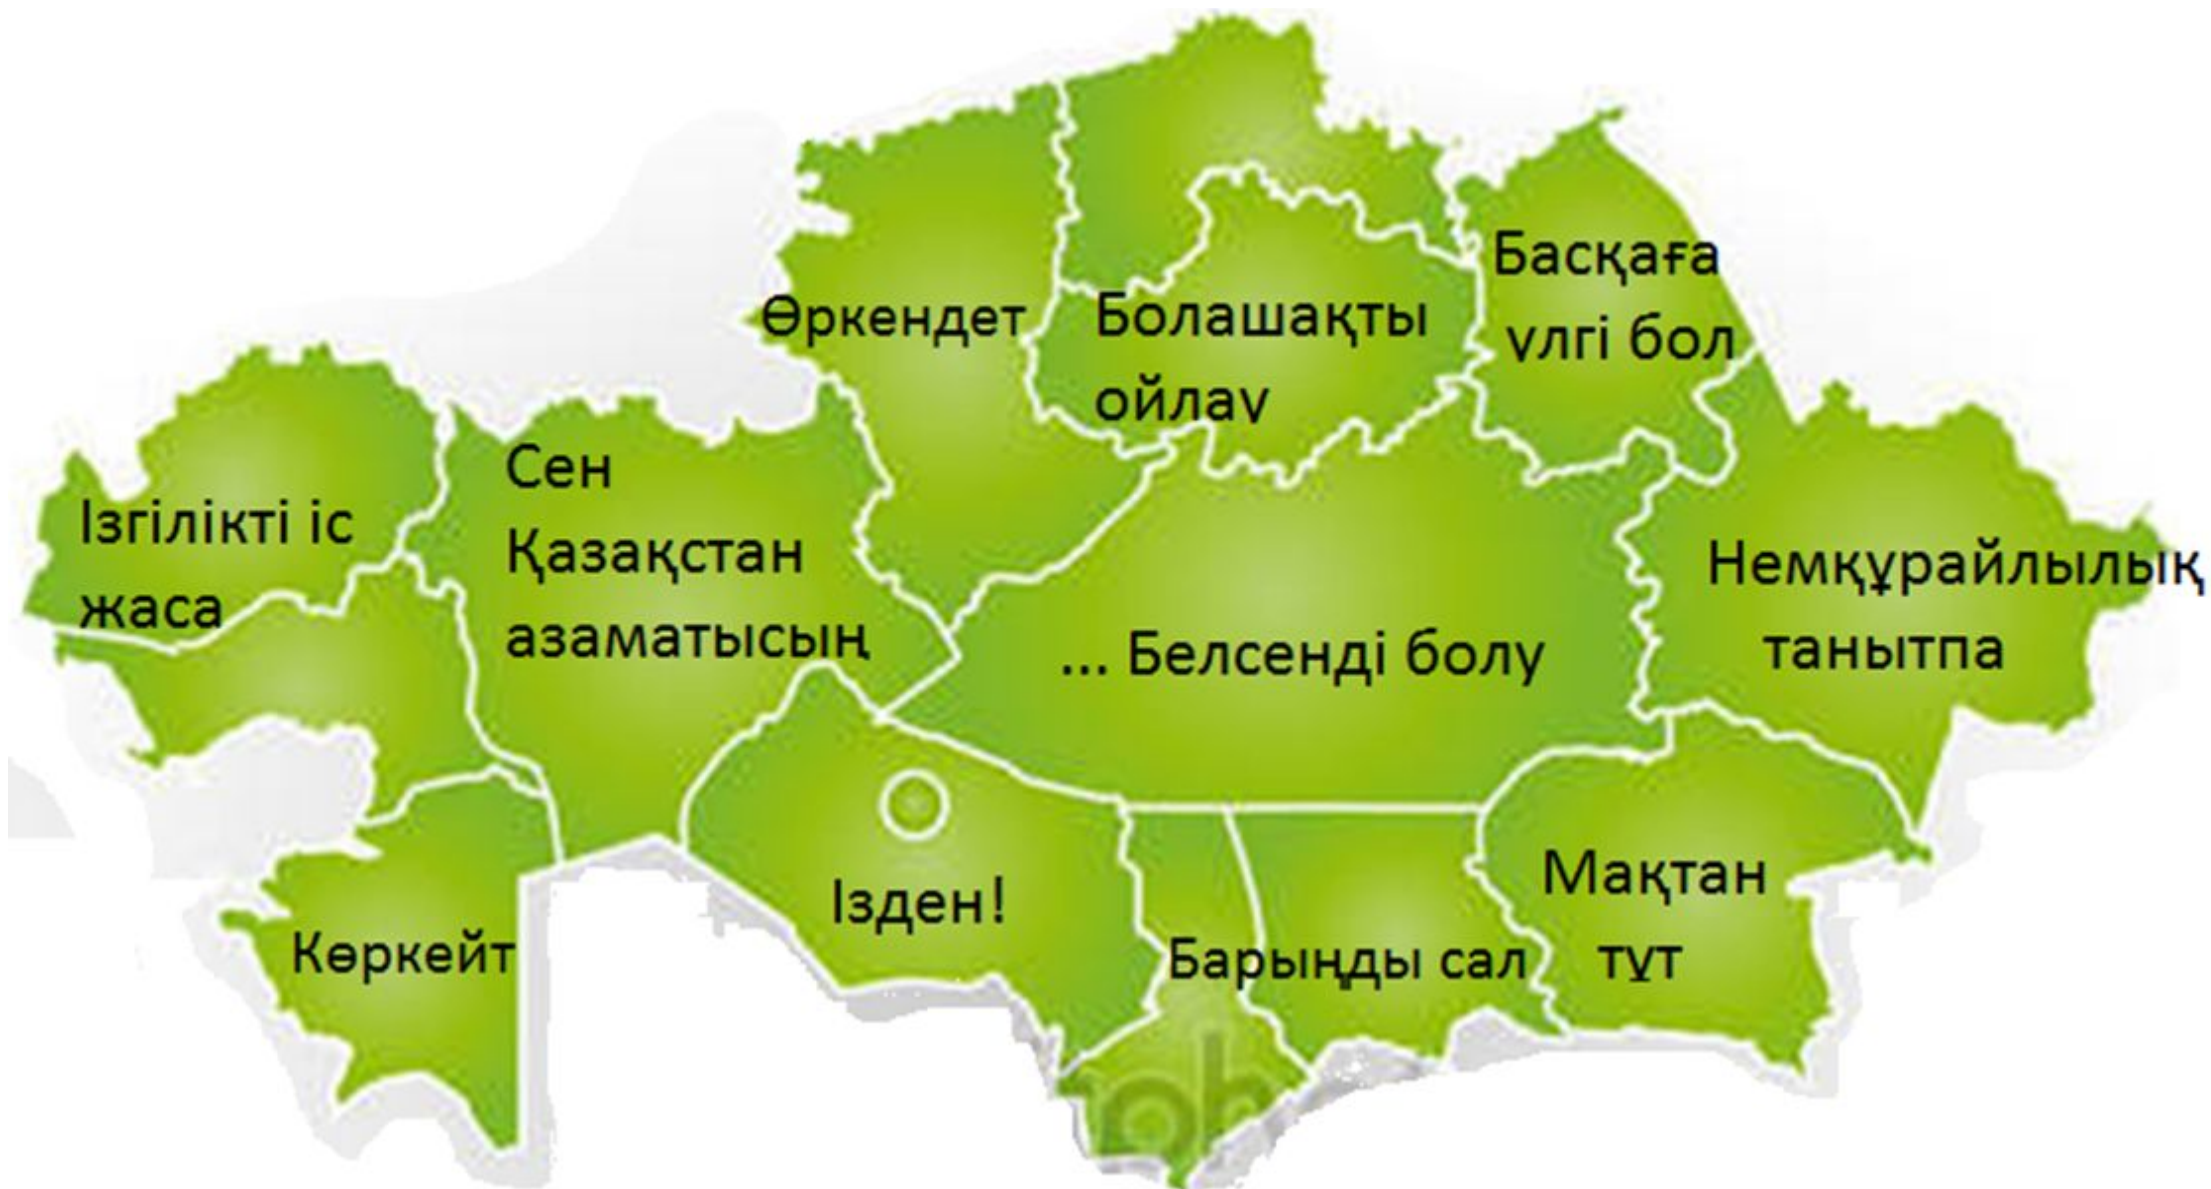 Басқаға
үлгі бол
Өркендет
Болашақты
ойлау
Сен
Қазақстан
азаматысың
Ізгілікті іс
жаса
Немқұрайлылық
танытпа
... Белсенді болу
Ізден!
Мақтан
тұт
Барыңды сал
Көркейт